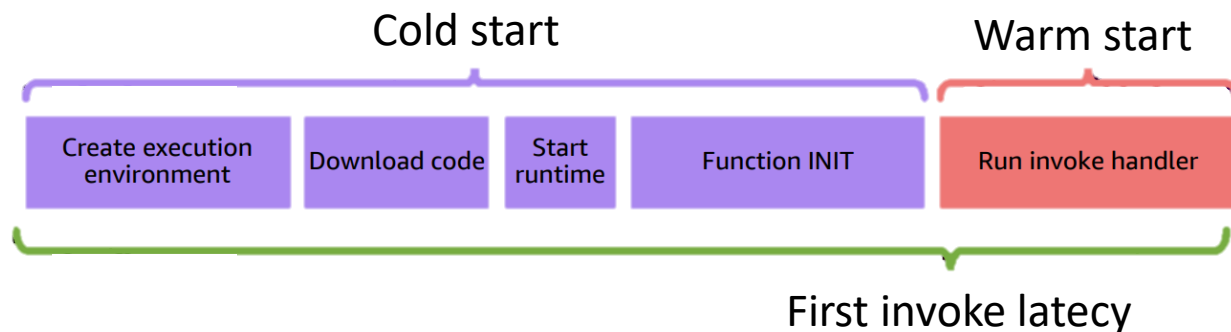 Cold start
Warm start
Create execution
environment
Download code
Start
runtime
Function INIT
Run invoke handler
First invoke latecy